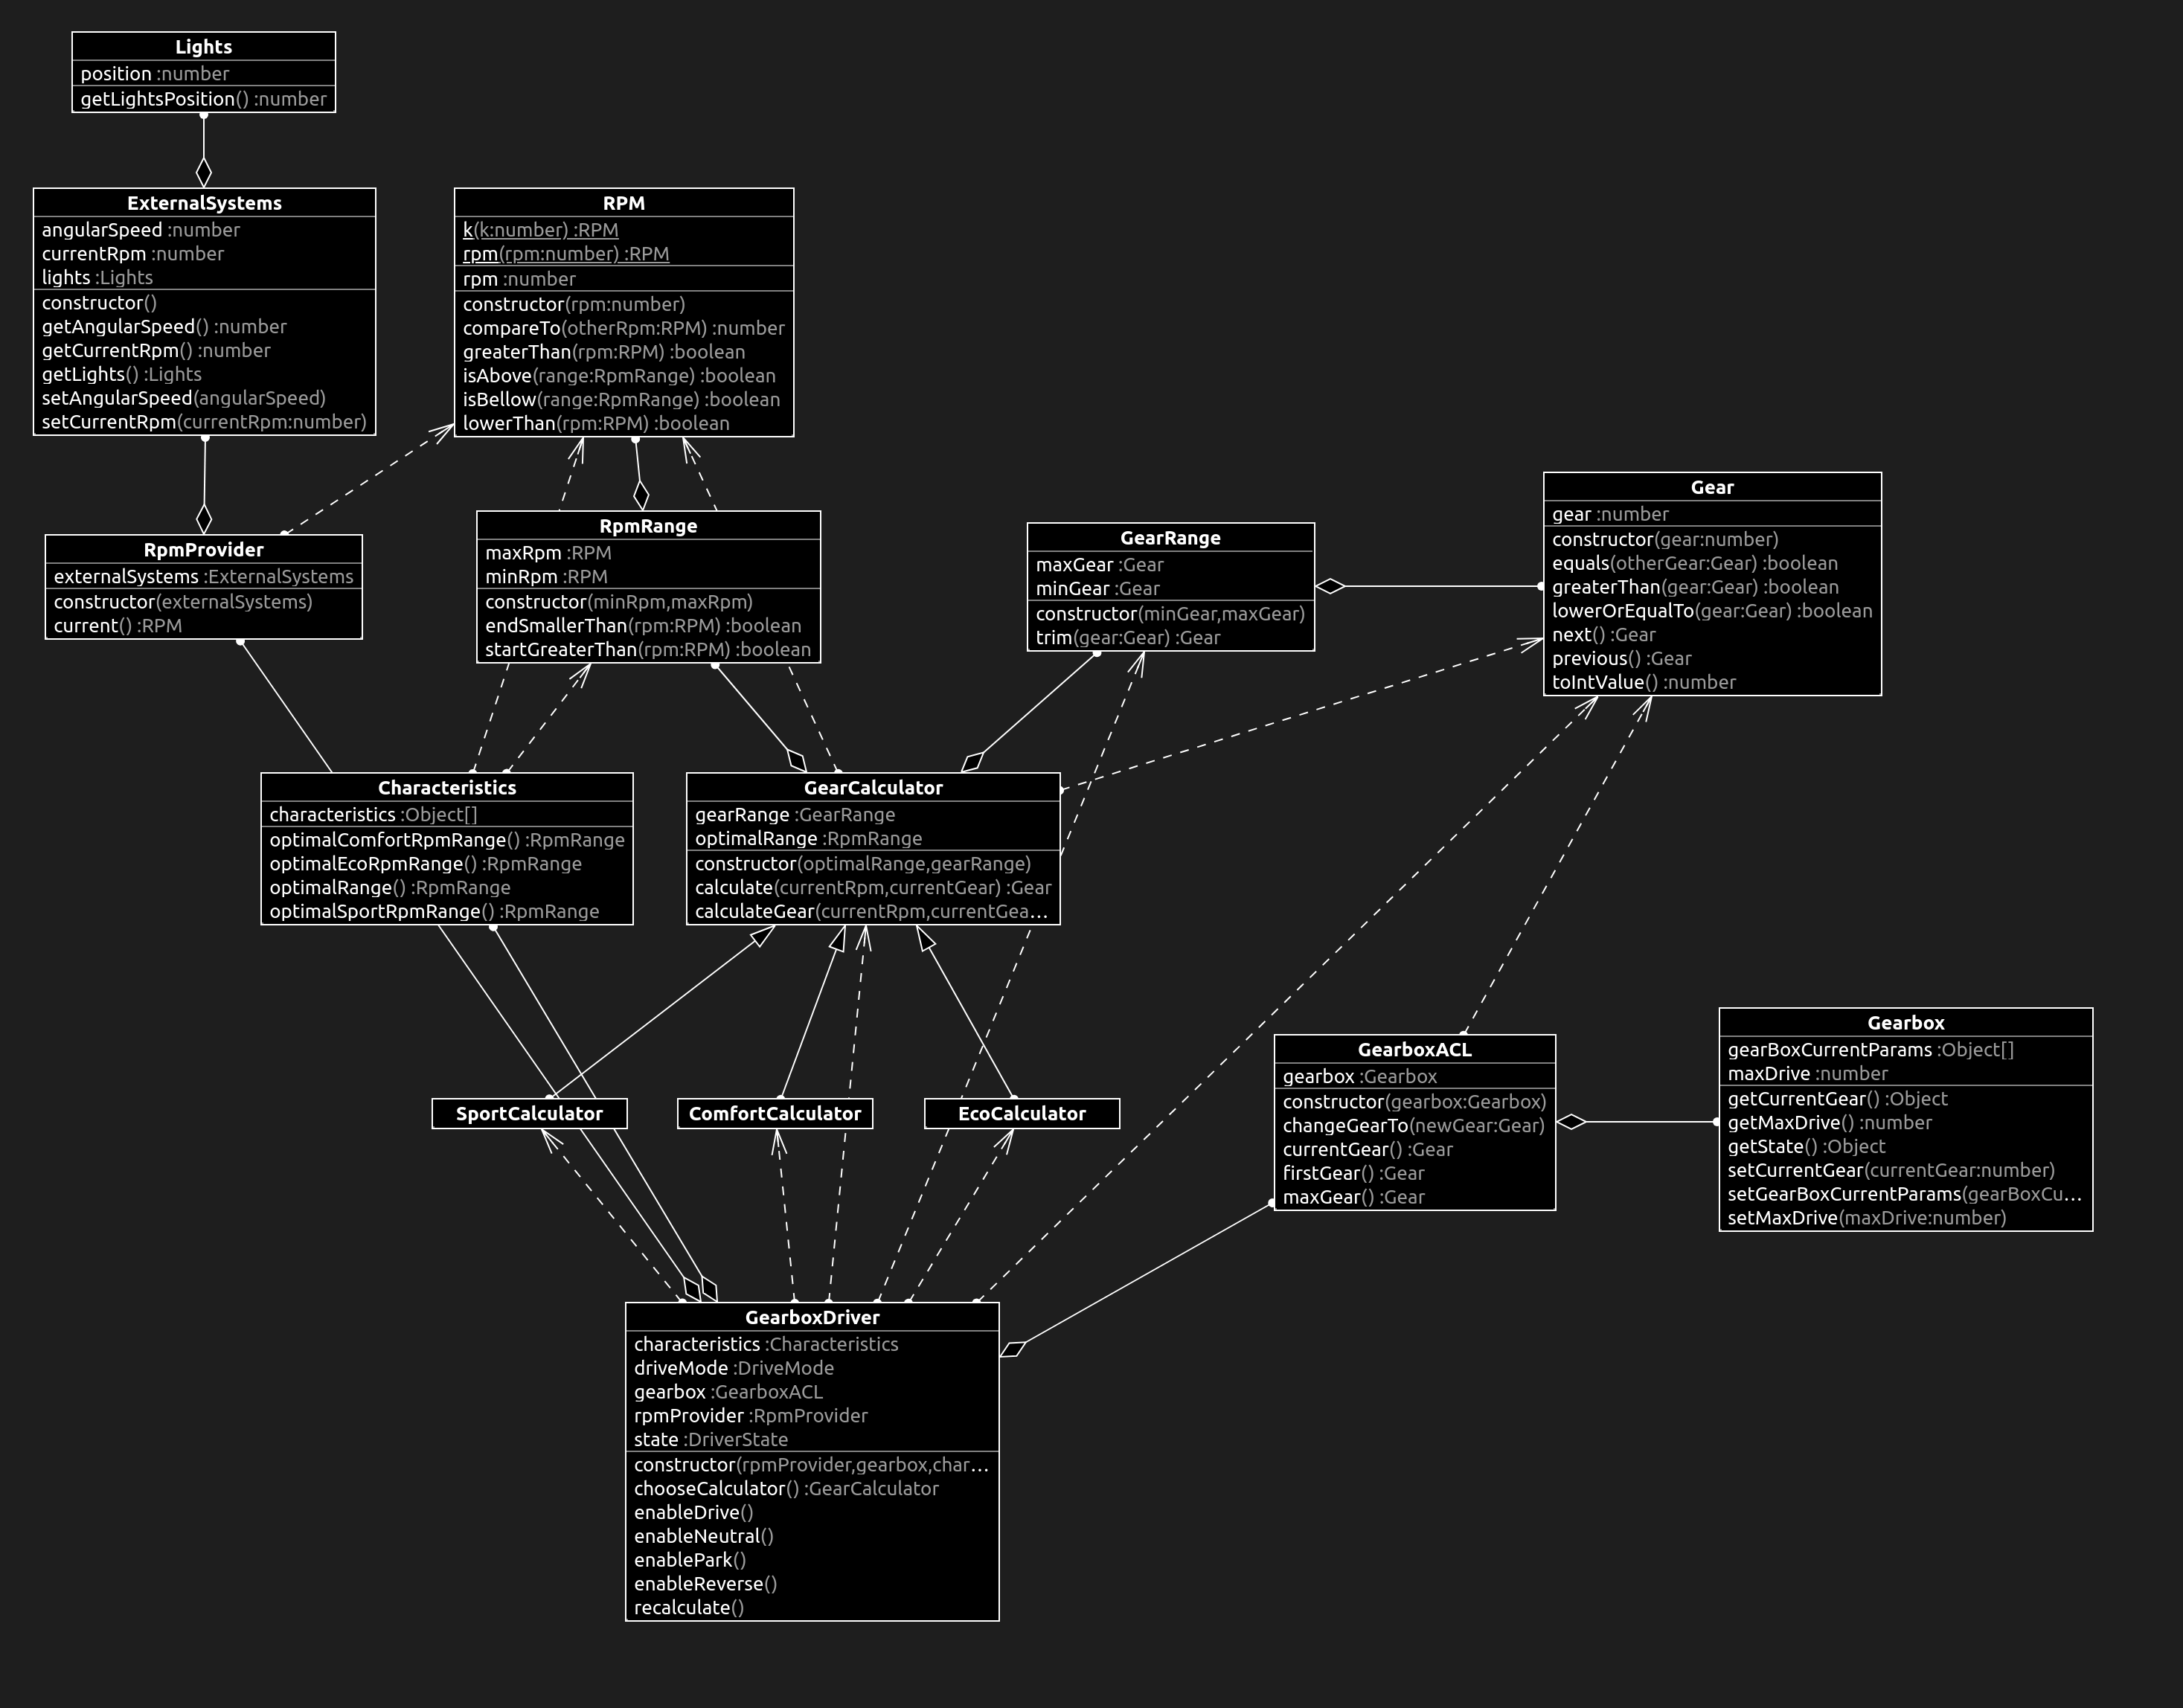 Lights
position :number
getLightsPosition() :number
ExternalSystems
angularSpeed :number
currentRpm :number
lights :Lights
constructor()
getAngularSpeed() :number
getCurrentRpm() :number
getLights() :Lights
setAngularSpeed(angularSpeed)
setCurrentRpm(currentRpm:number)
RPM
k(k:number) :RPM
rpm(rpm:number) :RPM
rpm :number
constructor(rpm:number)
compareTo(otherRpm:RPM) :number
greaterThan(rpm:RPM) :boolean
isAbove(range:RpmRange) :boolean
isBellow(range:RpmRange) :boolean
lowerThan(rpm:RPM) :boolean
RpmProvider
externalSystems :ExternalSystems
constructor(externalSystems)
current() :RPM
RpmRange
maxRpm :RPM
minRpm :RPM
constructor(minRpm,maxRpm)
endSmallerThan(rpm:RPM) :boolean
startGreaterThan(rpm:RPM) :boolean
GearRange
maxGear :Gear
minGear :Gear
constructor(minGear,maxGear)
trim(gear:Gear) :Gear
Gear
gear :number
constructor(gear:number)
equals(otherGear:Gear) :boolean
greaterThan(gear:Gear) :boolean
lowerOrEqualTo(gear:Gear) :boolean
next() :Gear
previous() :Gear
toIntValue() :number
Characteristics
characteristics :Object[]
optimalComfortRpmRange() :RpmRange
optimalEcoRpmRange() :RpmRange
optimalRange() :RpmRange
optimalSportRpmRange() :RpmRange
GearCalculator
gearRange :GearRange
optimalRange :RpmRange
constructor(optimalRange,gearRange)
calculate(currentRpm,currentGear) :Gear
calculateGear(currentRpm,currentGea…
SportCalculator
ComfortCalculator
EcoCalculator
GearboxACL
gearbox :Gearbox
constructor(gearbox:Gearbox)
changeGearTo(newGear:Gear)
currentGear() :Gear
firstGear() :Gear
maxGear() :Gear
Gearbox
gearBoxCurrentParams :Object[]
maxDrive :number
getCurrentGear() :Object
getMaxDrive() :number
getState() :Object
setCurrentGear(currentGear:number)
setGearBoxCurrentParams(gearBoxCu…
setMaxDrive(maxDrive:number)
GearboxDriver
characteristics :Characteristics
driveMode :DriveMode
gearbox :GearboxACL
rpmProvider :RpmProvider
state :DriverState
constructor(rpmProvider,gearbox,char…
chooseCalculator() :GearCalculator
enableDrive()
enableNeutral()
enablePark()
enableReverse()
recalculate()